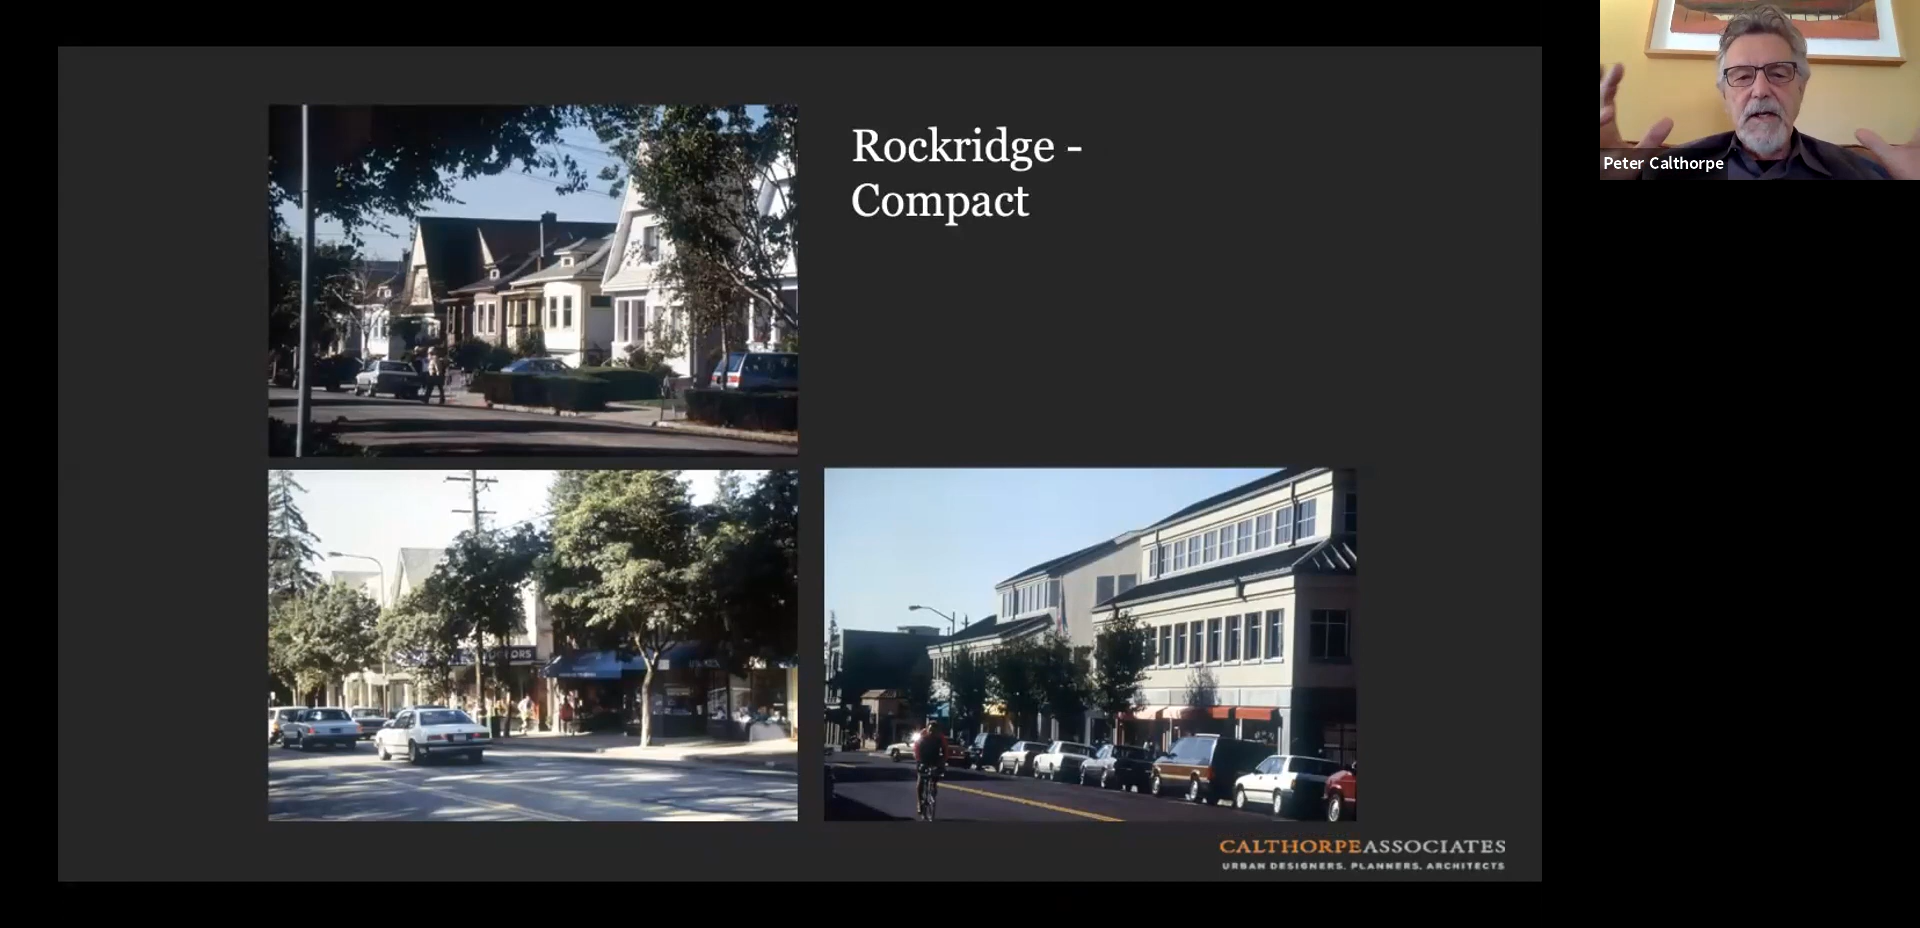 Rockridge -
Compact
Peter Calthorpe
CALTHORPEASSOCIATES
URBAN DESIGNERS, PLANNERS, ARCHITECTS